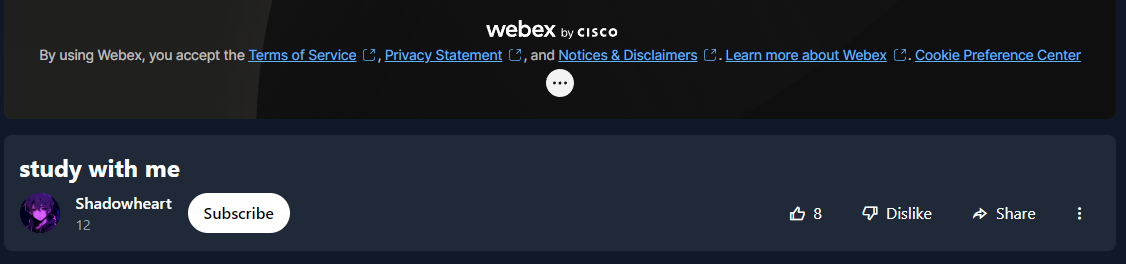 webex by CISCO
By using Webex, you accept the Terms of Service, Privacy Statement, and Notices & Disclaimers. Learn more about Webex. Cookie Preference Center
study with me
Shadowheart
12
Subscribe
8
Dislike
Share